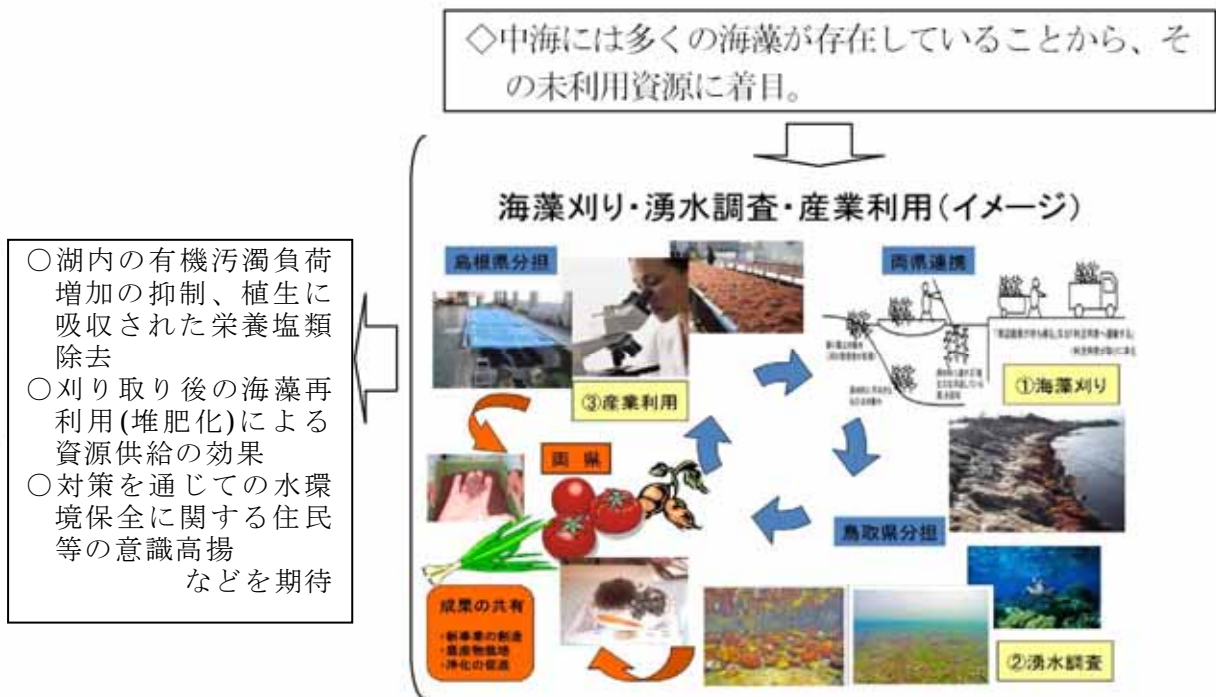 ◇中海には多くの海藻が存在していることから、そ
の未利用資源に着目。
海藻刈り・湧水調査・産業利用(イメージ)
○湖内の有機汚濁負荷
増加の抑制、植生に
吸収された栄養塩類
除去
○刈り取り後の海藻再
利用(堆肥化)による
資源供給の効果
○対策を通じての水環
境保全に関する住民
等の意識高揚
などを期待
島根県分担
両県連携
①海藻刈り
③産業利用
両県
鳥取県分担
②湧水調査
成果の共有
・新事業の創造
・農産物栽培
・浄化の促進